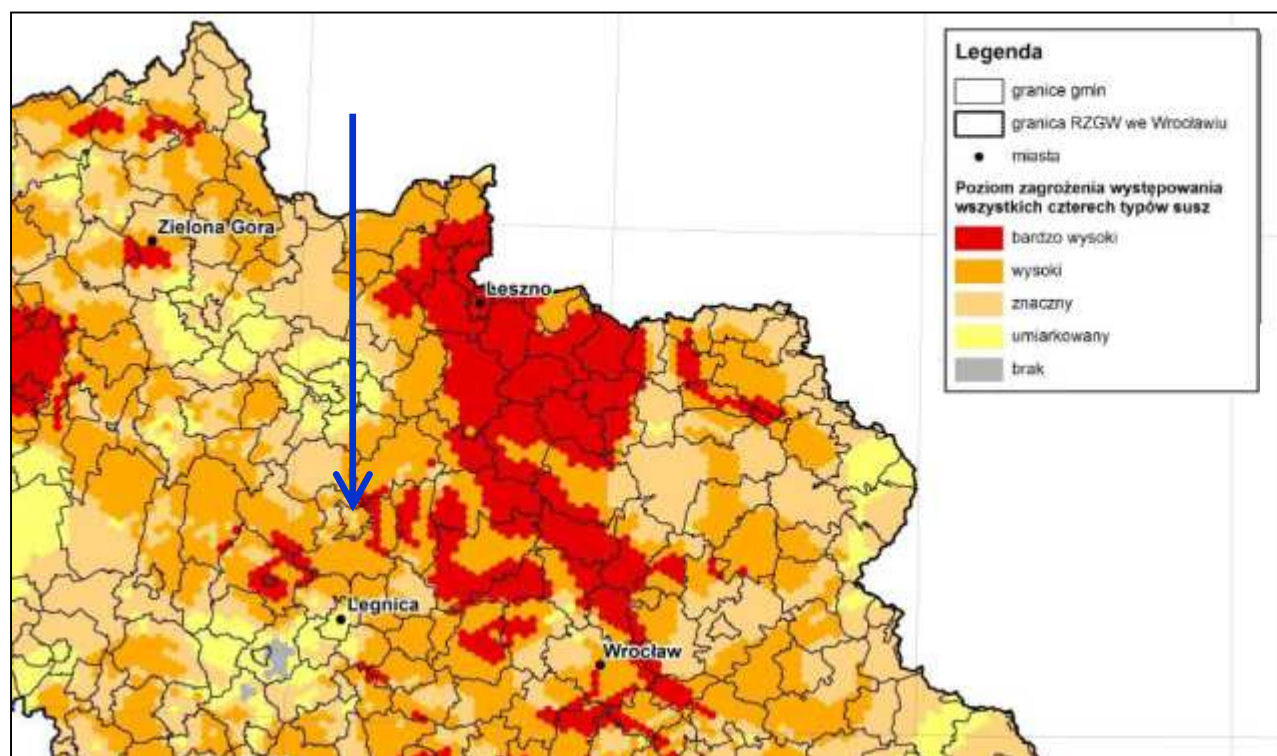 Legenda
granice gmin
granica RZGW we Wrocławiu
miasta
Poziom zagrożenia występowania
wszystkich czterech typów susz
bardzo wysoki
wysoki
znaczny
umiarkowany
brak
Zielona Góra
Leszno
Legnica
Wrocław